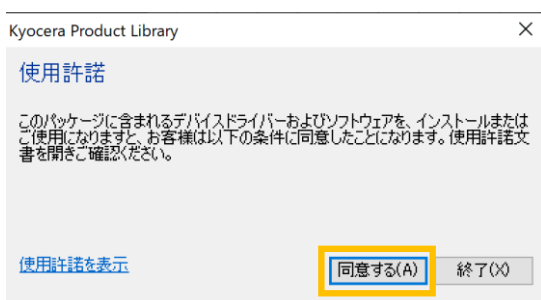 Kyocera Product Library
使用許諾
このパッケージに含まれるデバイスドライバーおよびソフトウェアを、インストールまたは
ご使用になりますと、お客様は以下の条件に同意したことになります。使用許諾文
書を開きご確認ください。
使用許諾を表示
同意する(A) 終了(X)